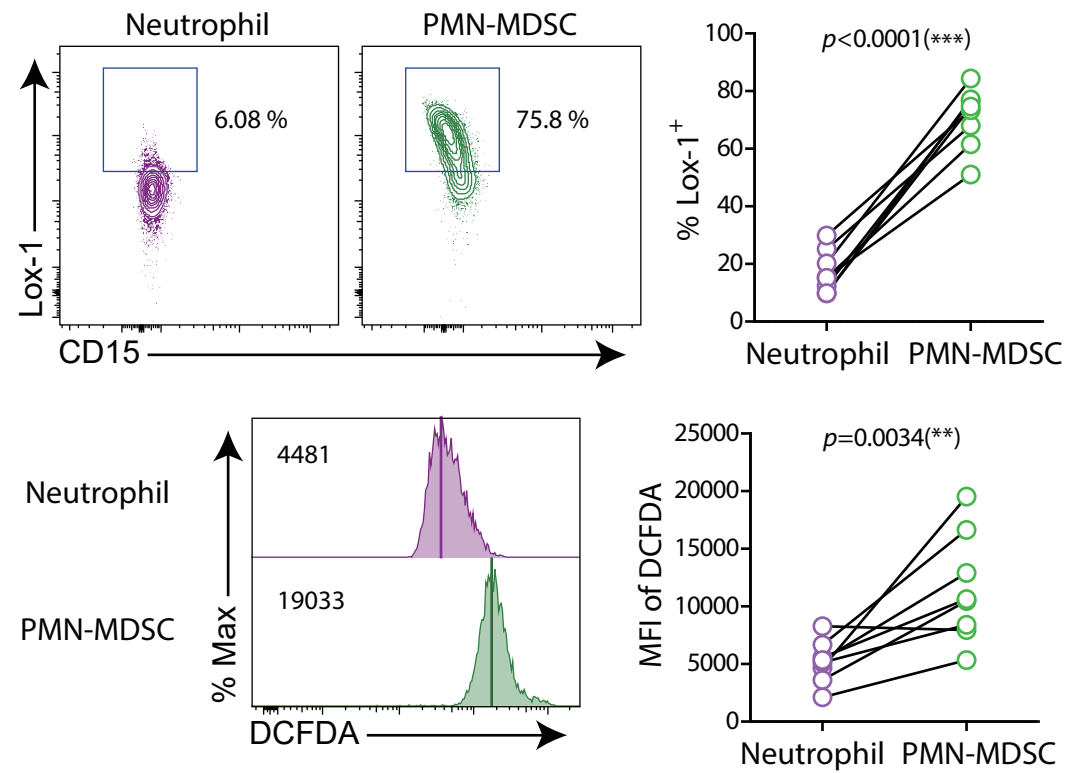 Neutrophil
PMN-MDSC
6.08 %
75.8 %
Lox-1
CD15
p<0.0001(***)
% Lox-1+
100
80
60
40
20
0
Neutrophil PMN-MDSC
Neutrophil
PMN-MDSC
4481
19033
% Max
DCFDA
p=0.0034(**)
MFI of DCFDA
25000
20000
15000
10000
5000
0
Neutrophil PMN-MDSC